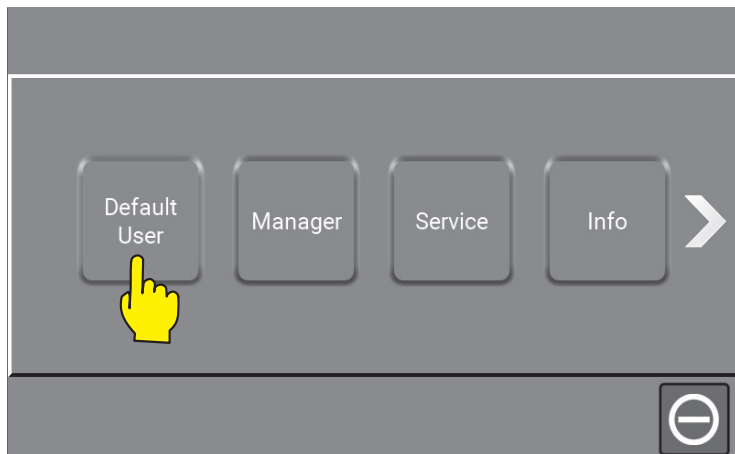 Default
User
Manager
Service
Info